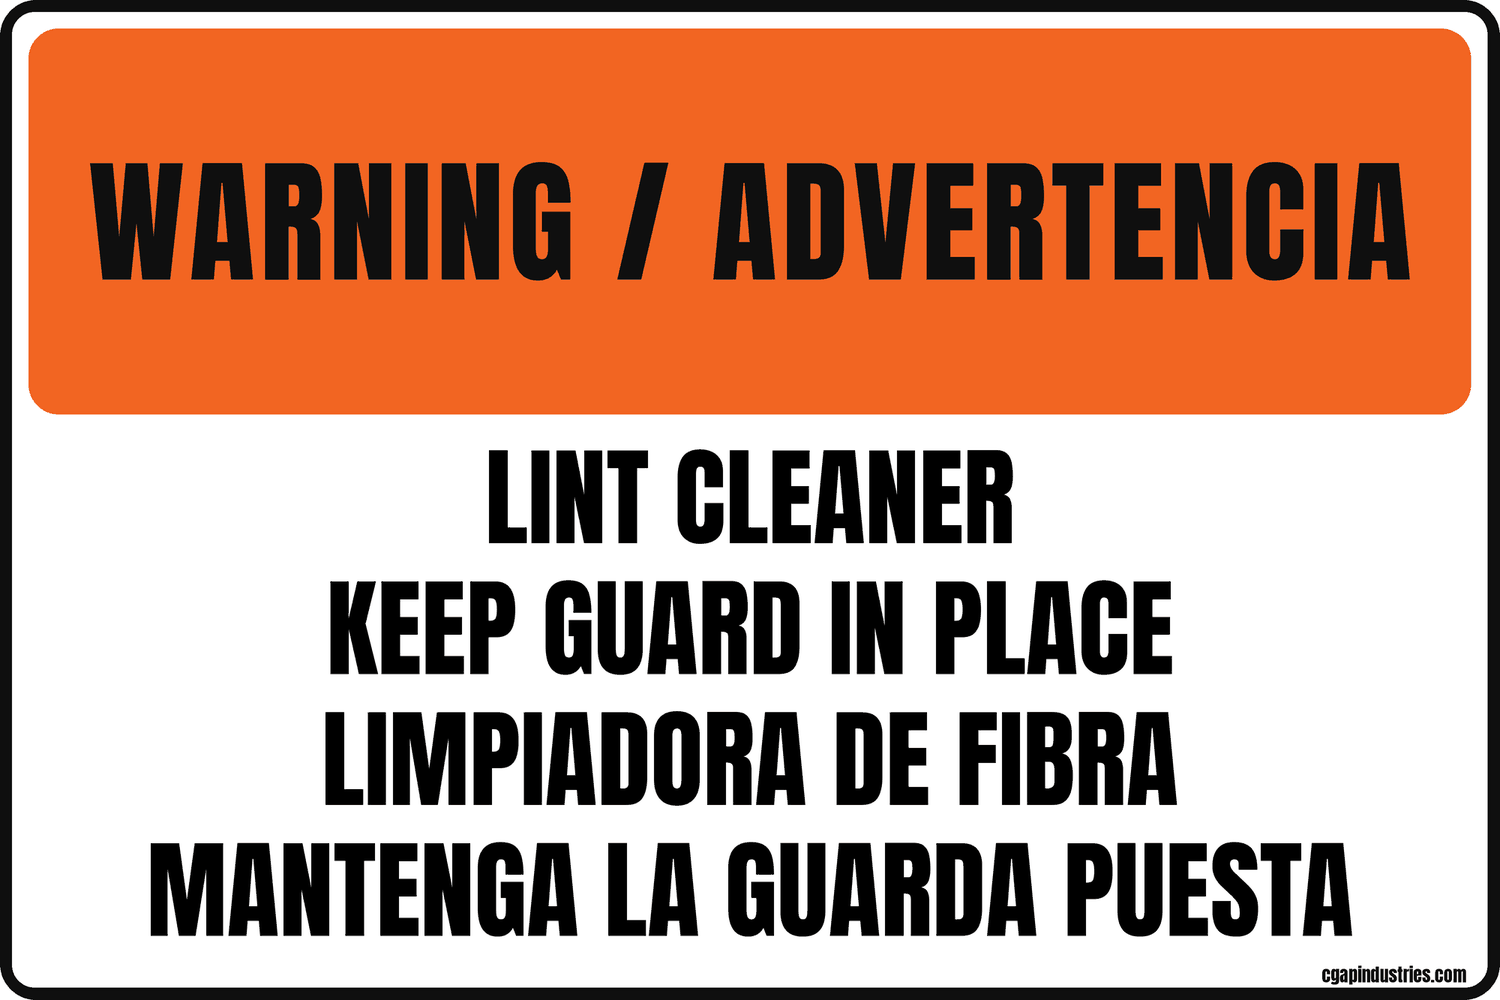 WARNING / ADVERTENCIA
LINT CLEANER
KEEP GUARD IN PLACE
LIMPIADORA DE FIBRA
MANTENGA LA GUARDA PUESTA
cgapindustries.com